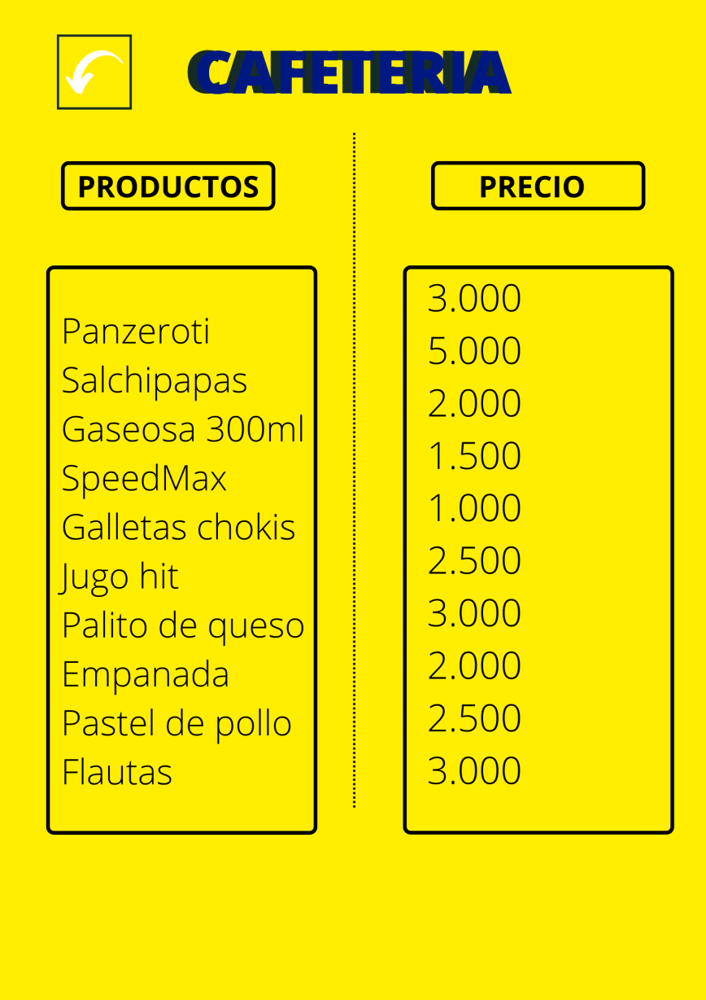 CAFETERIA
PRODUCTOS
Panzeroti
Salchipapas
Gaseosa 300ml
SpeedMax
Galletas chokis
Jugo hit
Palito de queso
Empanada
Pastel de pollo
Flautas
PRECIO
3.000
5.000
2.000
1.500
1.000
2.500
3.000
2.000
2.500
3.000